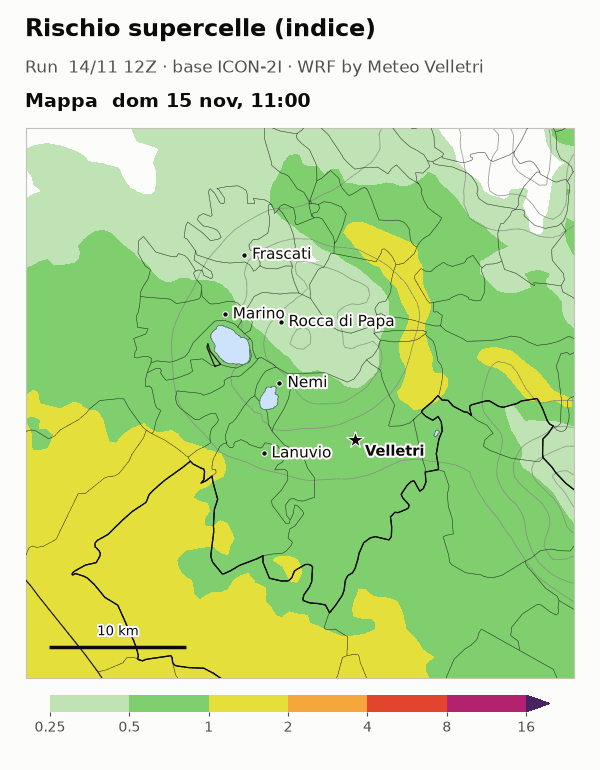 Rischio supercelle (indice)
Run  14/11 12Z · base ICON-2I · WRF by Meteo Velletri
Mappa  dom 15 nov, 11:00
Frascati
Marino
Rocca di Papa
Nemi
Velletri
Lanuvio
10 km
0.25 0.5 1 2 4 8 16